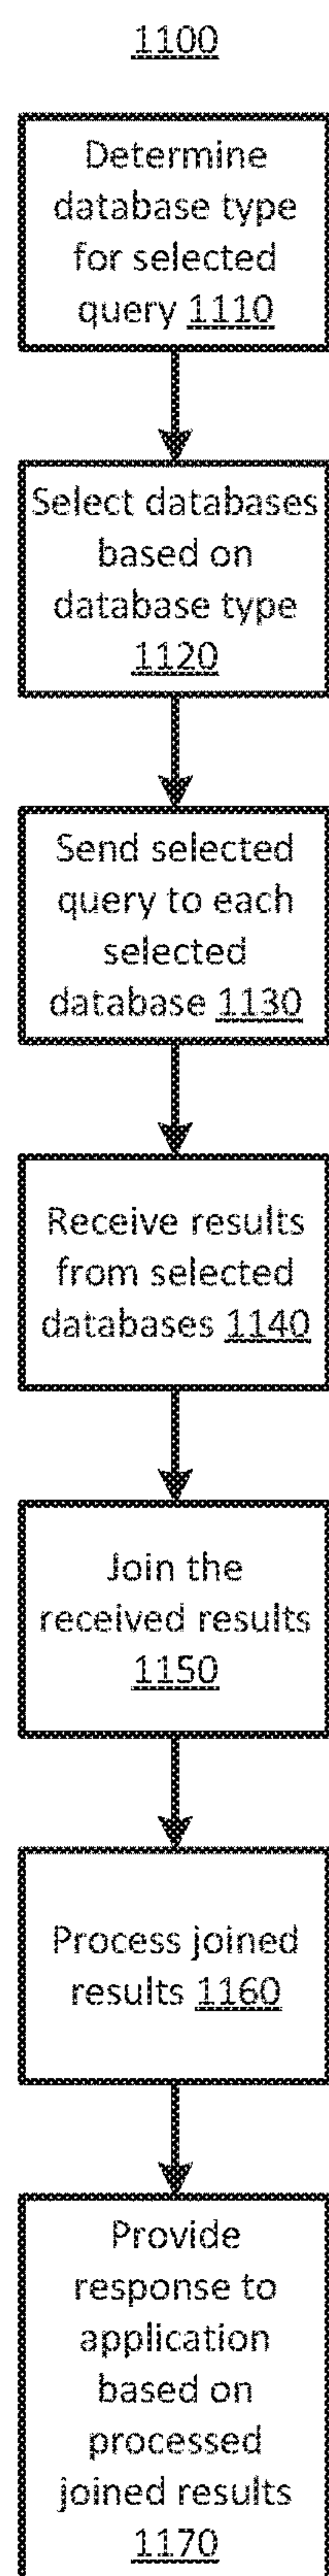 1100
Determine
database type
for selected
query 1110
Select databases
based on
database type
1120
Send selected
query to each
selected
database 1130
Receive results
from selected
databases 1140
Join the
received results
1150
Process joined
results 1160
Provide
response to
application
based on
processed
joined results
1170